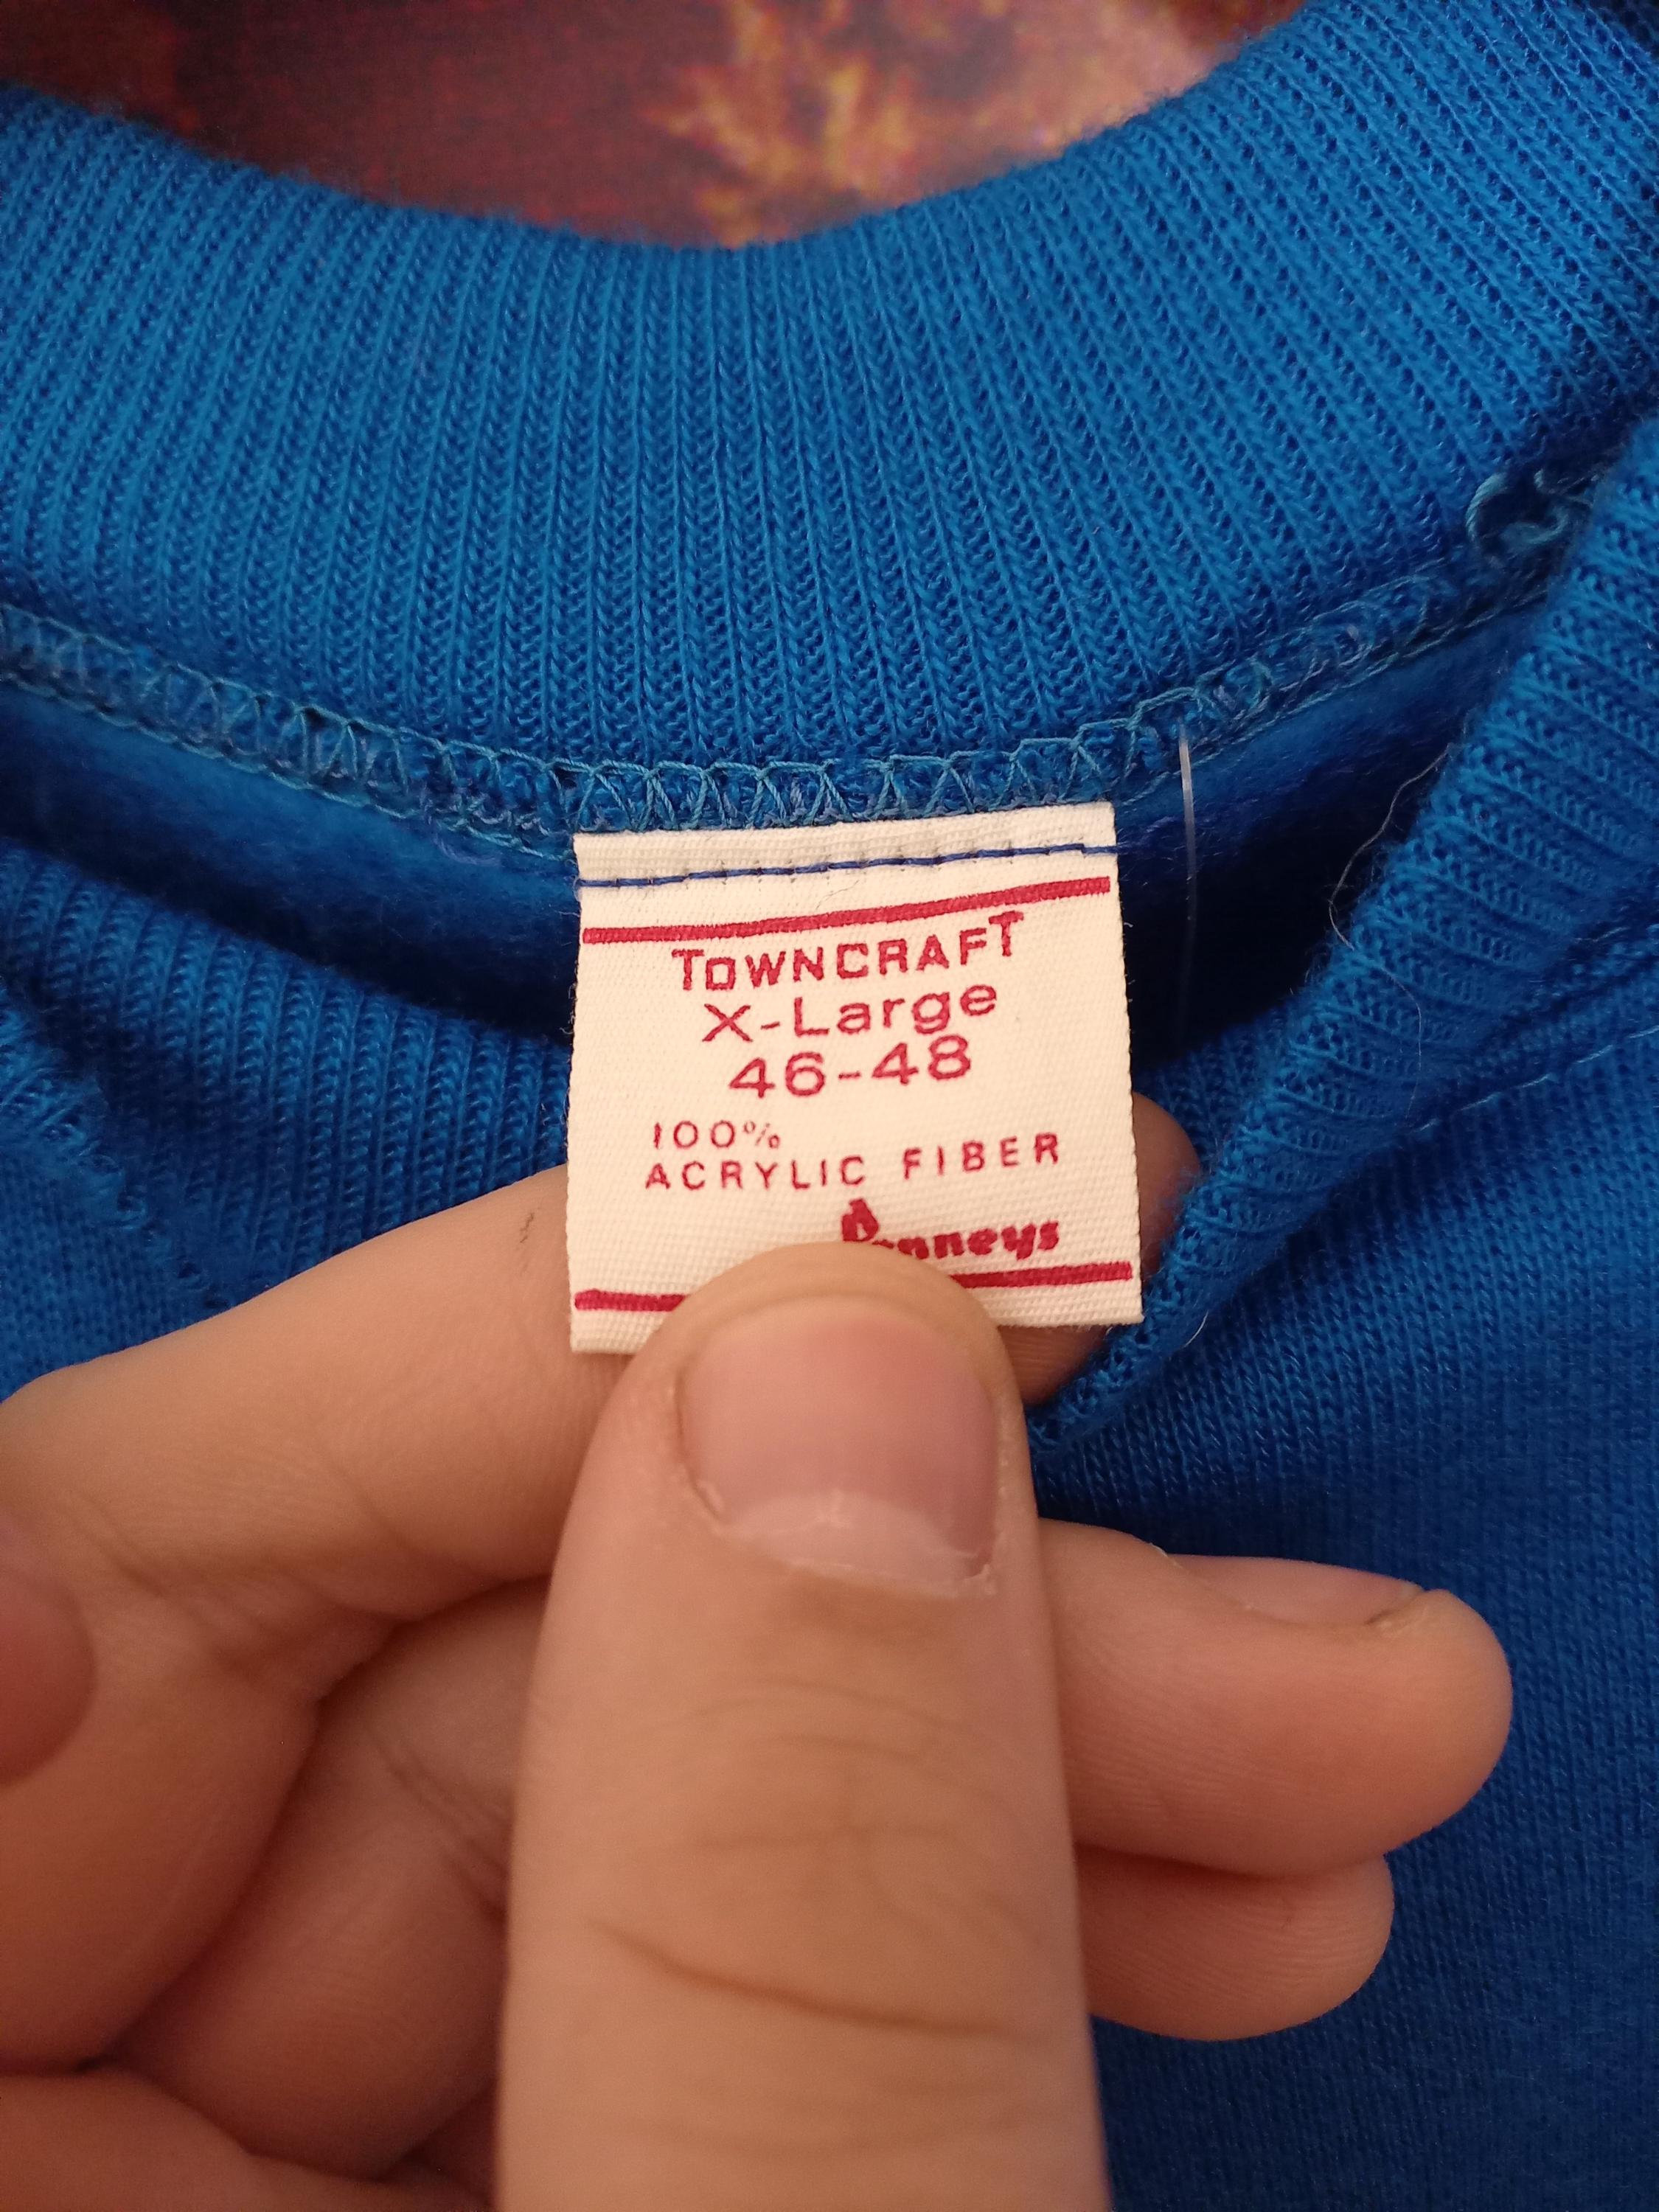 TOWNCRAFT
X-Large
46-48
100%
ACRYLIC FIBER